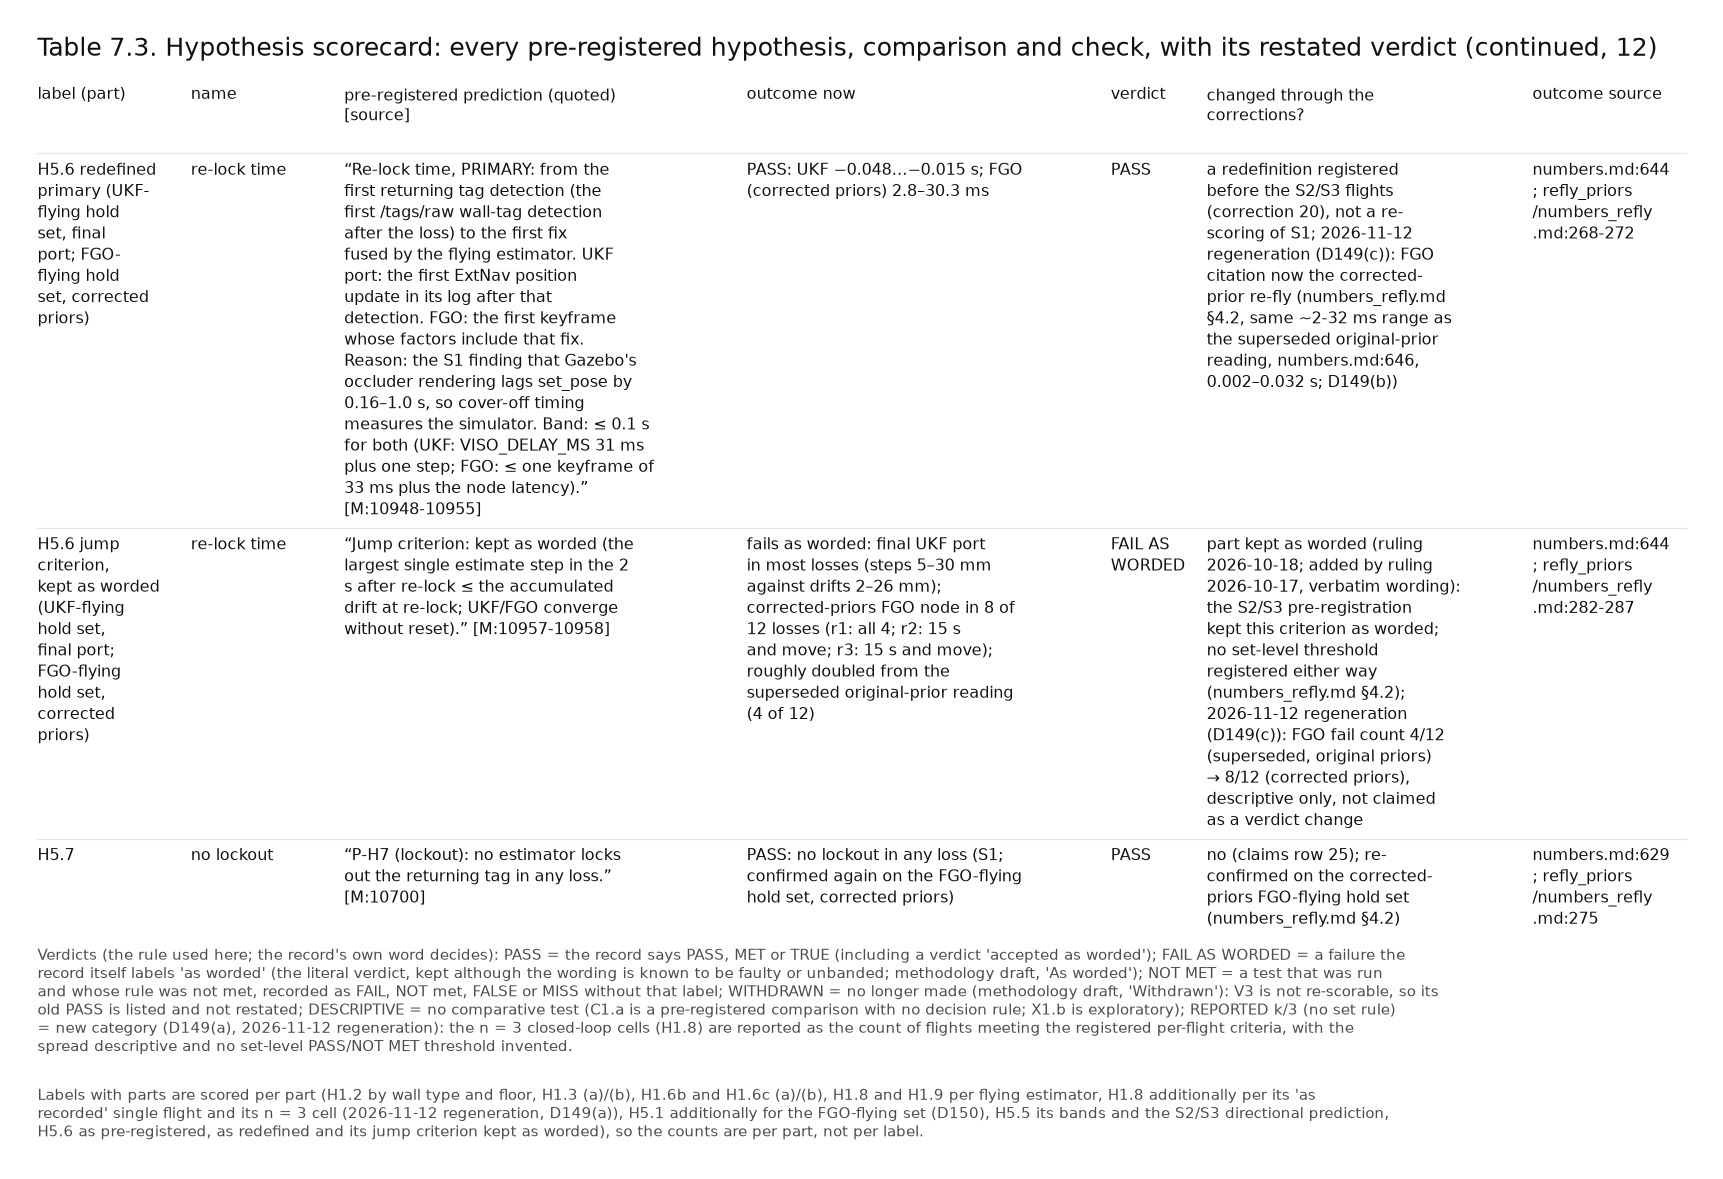 Table 7.3. Hypothesis scorecard: every pre-registered hypothesis, comparison and check, with its restated verdict (continued, 12)
label (part)
name
pre-registered prediction (quoted)
[source]
outcome now
verdict
changed through the
corrections?
outcome source
H5.6 redefined
primary (UKF-
flying hold
set, final
port; FGO-
flying hold
set, corrected
priors)
re-lock time
“Re-lock time, PRIMARY: from the
first returning tag detection (the
first /tags/raw wall-tag detection
after the loss) to the first fix
fused by the flying estimator. UKF
port: the first ExtNav position
update in its log after that
detection. FGO: the first keyframe
whose factors include that fix.
Reason: the S1 finding that Gazebo's
occluder rendering lags set_pose by
0.16–1.0 s, so cover-off timing
measures the simulator. Band: ≤ 0.1 s
for both (UKF: VISO_DELAY_MS 31 ms
plus one step; FGO: ≤ one keyframe of
33 ms plus the node latency).”
[M:10948-10955]
PASS: UKF −0.048…−0.015 s; FGO
(corrected priors) 2.8–30.3 ms
PASS
a redefinition registered
before the S2/S3 flights
(correction 20), not a re-
scoring of S1; 2026-11-12
regeneration (D149(c)): FGO
citation now the corrected-
prior re-fly (numbers_refly.md
§4.2, same ~2-32 ms range as
the superseded original-prior
reading, numbers.md:646,
0.002–0.032 s; D149(b))
numbers.md:644
; refly_priors
/numbers_refly
.md:268-272
H5.6 jump
criterion,
kept as worded
(UKF-flying
hold set,
final port;
FGO-flying
hold set,
corrected
priors)
re-lock time
“Jump criterion: kept as worded (the
largest single estimate step in the 2
s after re-lock ≤ the accumulated
drift at re-lock; UKF/FGO converge
without reset).” [M:10957-10958]
fails as worded: final UKF port
in most losses (steps 5–30 mm
against drifts 2–26 mm);
corrected-priors FGO node in 8 of
12 losses (r1: all 4; r2: 15 s
and move; r3: 15 s and move);
roughly doubled from the
superseded original-prior reading
(4 of 12)
FAIL AS
WORDED
part kept as worded (ruling
2026-10-18; added by ruling
2026-10-17, verbatim wording):
the S2/S3 pre-registration
kept this criterion as worded;
no set-level threshold
registered either way
(numbers_refly.md §4.2);
2026-11-12 regeneration
(D149(c)): FGO fail count 4/12
(superseded, original priors)
→ 8/12 (corrected priors),
descriptive only, not claimed
as a verdict change
numbers.md:644
; refly_priors
/numbers_refly
.md:282-287
H5.7
no lockout
“P-H7 (lockout): no estimator locks
out the returning tag in any loss.”
[M:10700]
PASS: no lockout in any loss (S1;
confirmed again on the FGO-flying
hold set, corrected priors)
PASS
no (claims row 25); re-
confirmed on the corrected-
priors FGO-flying hold set
(numbers_refly.md §4.2)
numbers.md:629
; refly_priors
/numbers_refly
.md:275
Verdicts (the rule used here; the record's own word decides): PASS = the record says PASS, MET or TRUE (including a verdict 'accepted as worded'); FAIL AS WORDED = a failure the
record itself labels 'as worded' (the literal verdict, kept although the wording is known to be faulty or unbanded; methodology draft, 'As worded'); NOT MET = a test that was run
and whose rule was not met, recorded as FAIL, NOT met, FALSE or MISS without that label; WITHDRAWN = no longer made (methodology draft, 'Withdrawn'): V3 is not re-scorable, so its
old PASS is listed and not restated; DESCRIPTIVE = no comparative test (C1.a is a pre-registered comparison with no decision rule; X1.b is exploratory); REPORTED k/3 (no set rule)
= new category (D149(a), 2026-11-12 regeneration): the n = 3 closed-loop cells (H1.8) are reported as the count of flights meeting the registered per-flight criteria, with the
spread descriptive and no set-level PASS/NOT MET threshold invented.
Labels with parts are scored per part (H1.2 by wall type and floor, H1.3 (a)/(b), H1.6b and H1.6c (a)/(b), H1.8 and H1.9 per flying estimator, H1.8 additionally per its 'as
recorded' single flight and its n = 3 cell (2026-11-12 regeneration, D149(a)), H5.1 additionally for the FGO-flying set (D150), H5.5 its bands and the S2/S3 directional prediction,
H5.6 as pre-registered, as redefined and its jump criterion kept as worded), so the counts are per part, not per label.